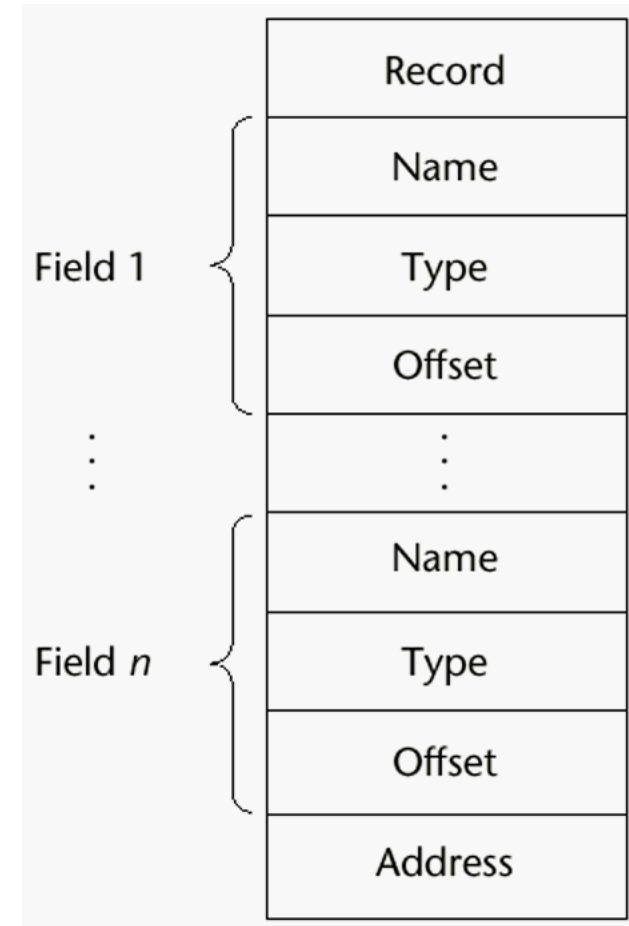 Record
Name
Field 1
Type
Offset
⋮ ⋮
Name
Field n
Type
Offset
Address